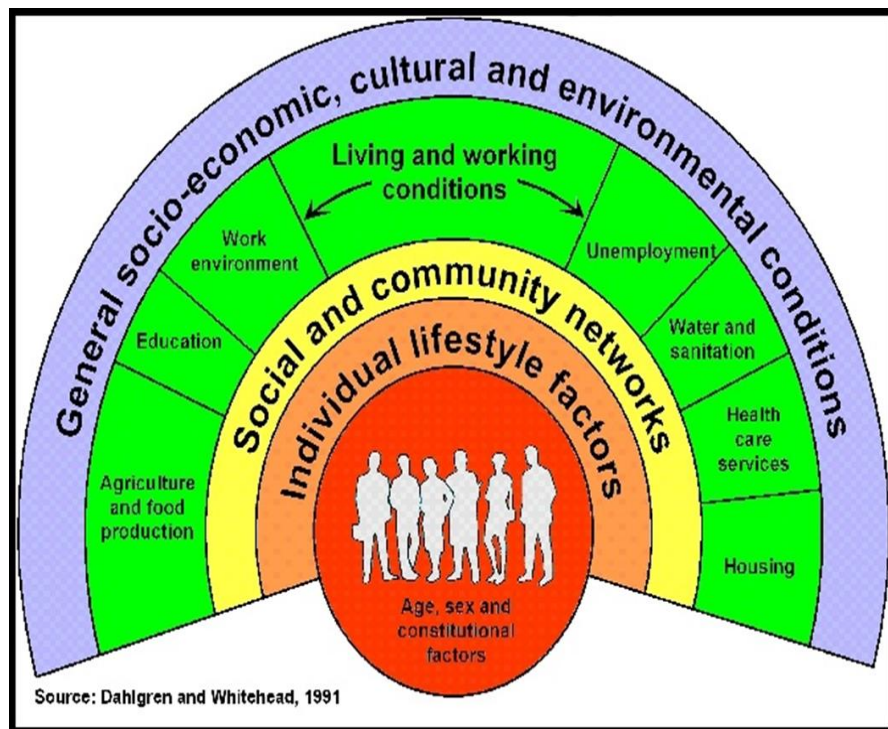 General socio-economic, cultural and environmental conditions
Living and working
conditions
Work
environment
Unemployment
Education
Water and
sanitation
Agriculture
and food
production
Health
care
services
Housing
Social and community networks
Individual lifestyle factors
Age, sex and
constitutional
factors
Source: Dahlgren and Whitehead, 1991